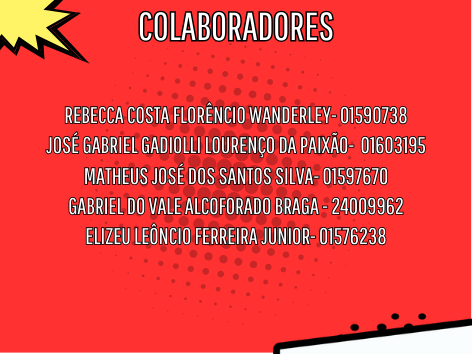 COLABORADORES
REBECCA COSTA FLORÊNCIO WANDERLEY- 01590738
JOSÉ GABRIEL GADIOLLI LOURENÇO DA PAIXÃO- 01603195
MATHEUS JOSÉ DOS SANTOS SILVA- 01597670
GABRIEL DO VALE ALCOFORADO BRAGA - 24009962
ELIZEU LEÔNCIO FERREIRA JUNIOR- 01576238